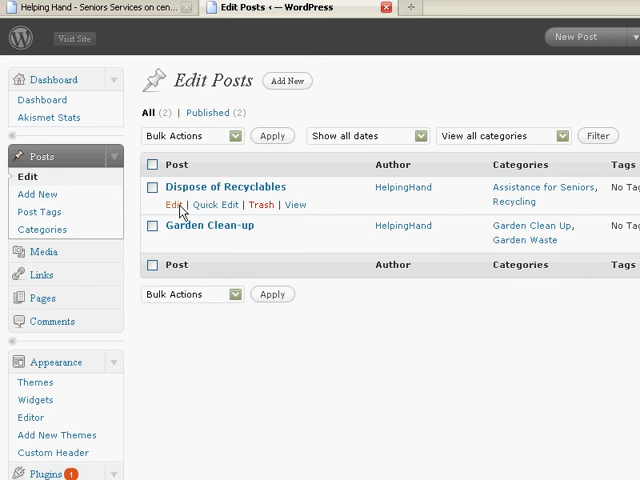 Helping Hand - Seniors Services on cen...
Edit Posts ‹ — WordPress
Visit Site
New Post
Dashboard
Dashboard
Akismet Stats
Posts
Edit
Add New
Post Tags
Categories
Media
Links
Pages
Comments
Appearance
Themes
Widgets
Editor
Add New Themes
Custom Header
Plugins 1
Edit Posts Add New
All (2) | Published (2)
Bulk Actions Apply Show all dates View all categories Filter
Post Author Categories Tags
Dispose of Recyclables HelpingHand Assistance for Seniors, No Tag
Recycling
Edit | Quick Edit | Trash | View
Garden Clean-up HelpingHand Garden Clean Up, No Tag
Garden Waste
Post Author Categories Tags
Bulk Actions Apply